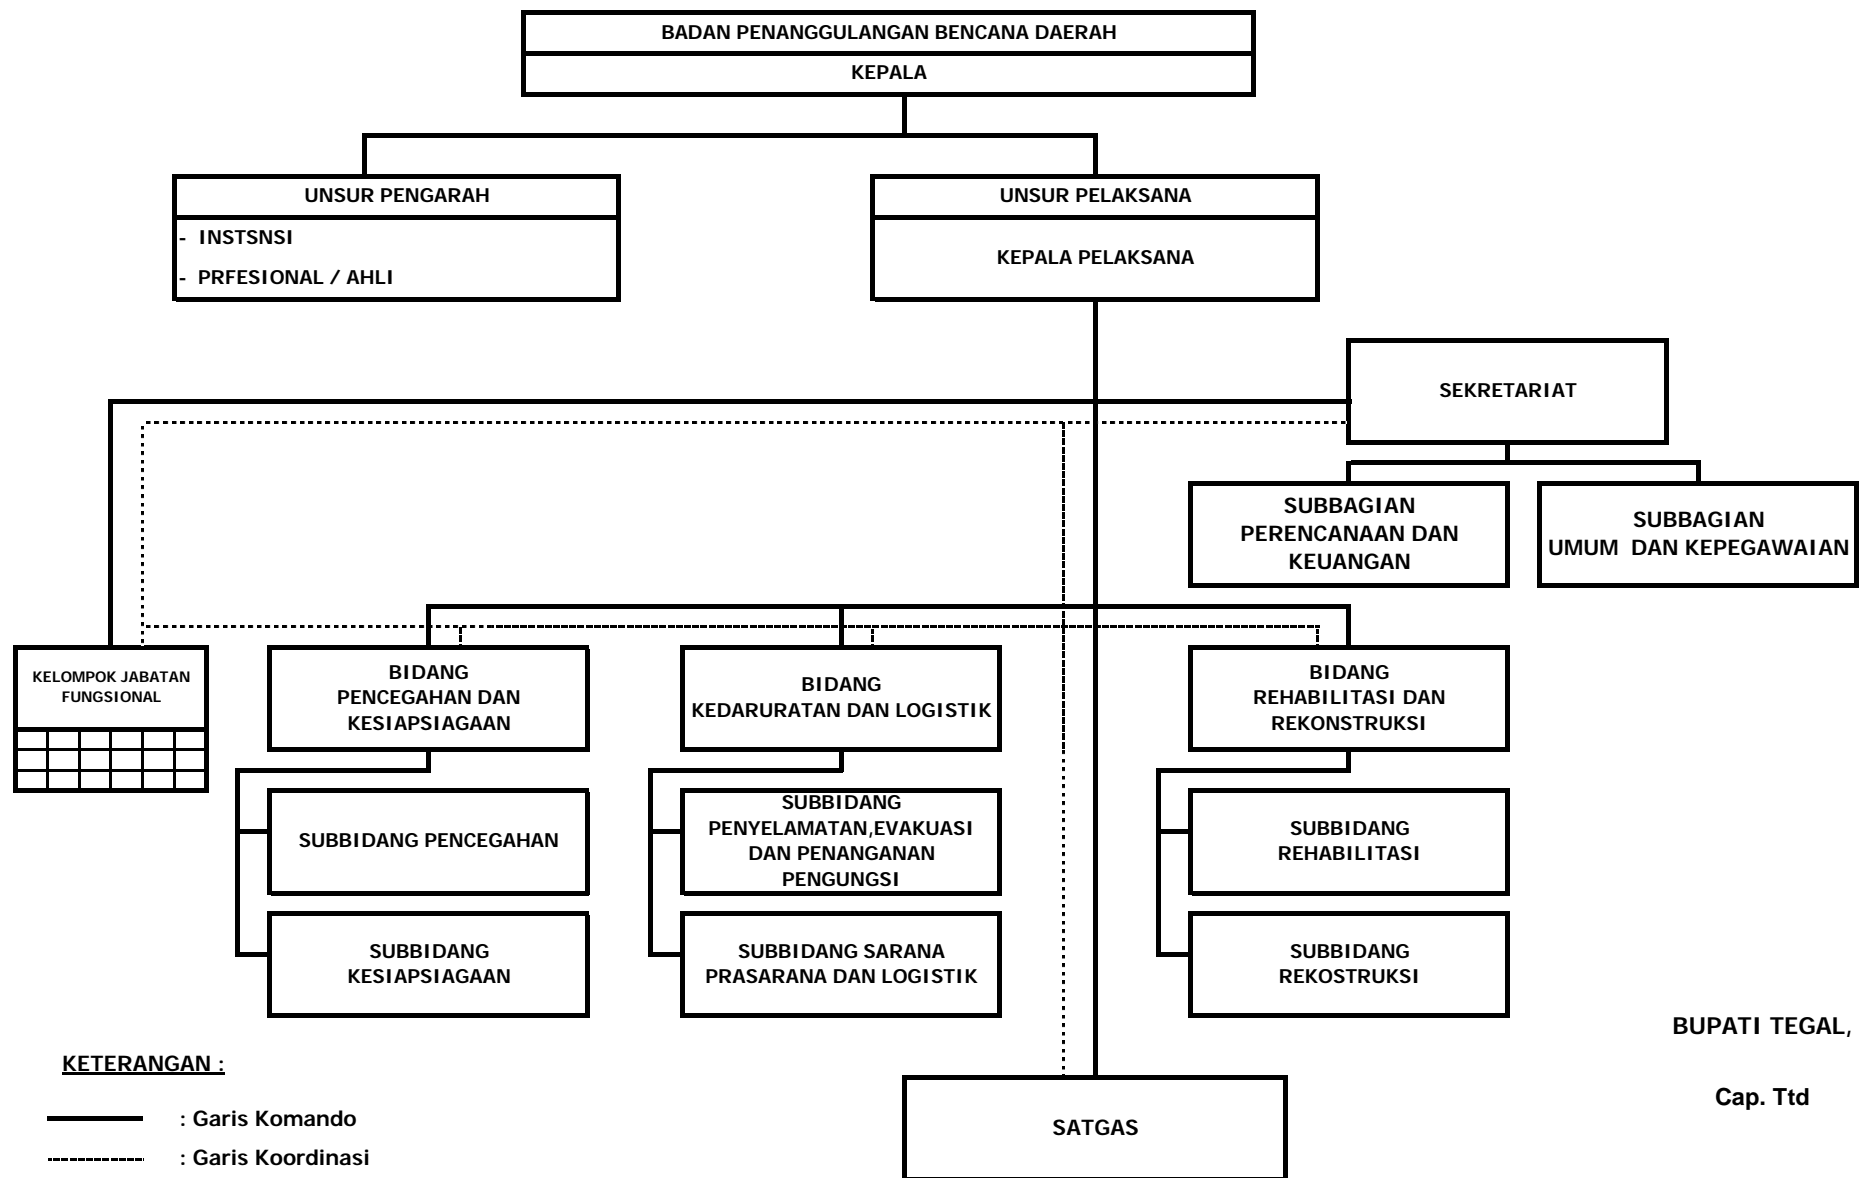 BADAN PENANGGULANGAN BENCANA DAERAH
KEPALA
UNSUR PENGARAH
- INSTSNSI
- PRFESIONAL / AHLI
UNSUR PELAKSANA
KEPALA PELAKSANA
SEKRETARIAT
SUBBAGIAN
PERENCANAAN DAN
KEUANGAN
SUBBAGIAN
UMUM DAN KEPEGAWAIAN
KELOMPOK JABATAN
FUNGSIONAL
BIDANG
PENCEGAHAN DAN
KESIAPSIAGAAN
BIDANG
KEDARURATAN DAN LOGISTIK
BIDANG
REHABILITASI DAN
REKONSTRUKSI
SUBBIDANG PENCEGAHAN
SUBBIDANG
PENYELAMATAN,EVAKUASI
DAN PENANGANAN
PENGUNGSI
SUBBIDANG
REHABILITASI
SUBBIDANG
KESIAPSIAGAAN
SUBBIDANG SARANA
PRASARANA DAN LOGISTIK
SUBBIDANG
REKOSTRUKSI
BUPATI TEGAL,
Cap. Ttd
KETERANGAN :
: Garis Komando
: Garis Koordinasi
SATGAS